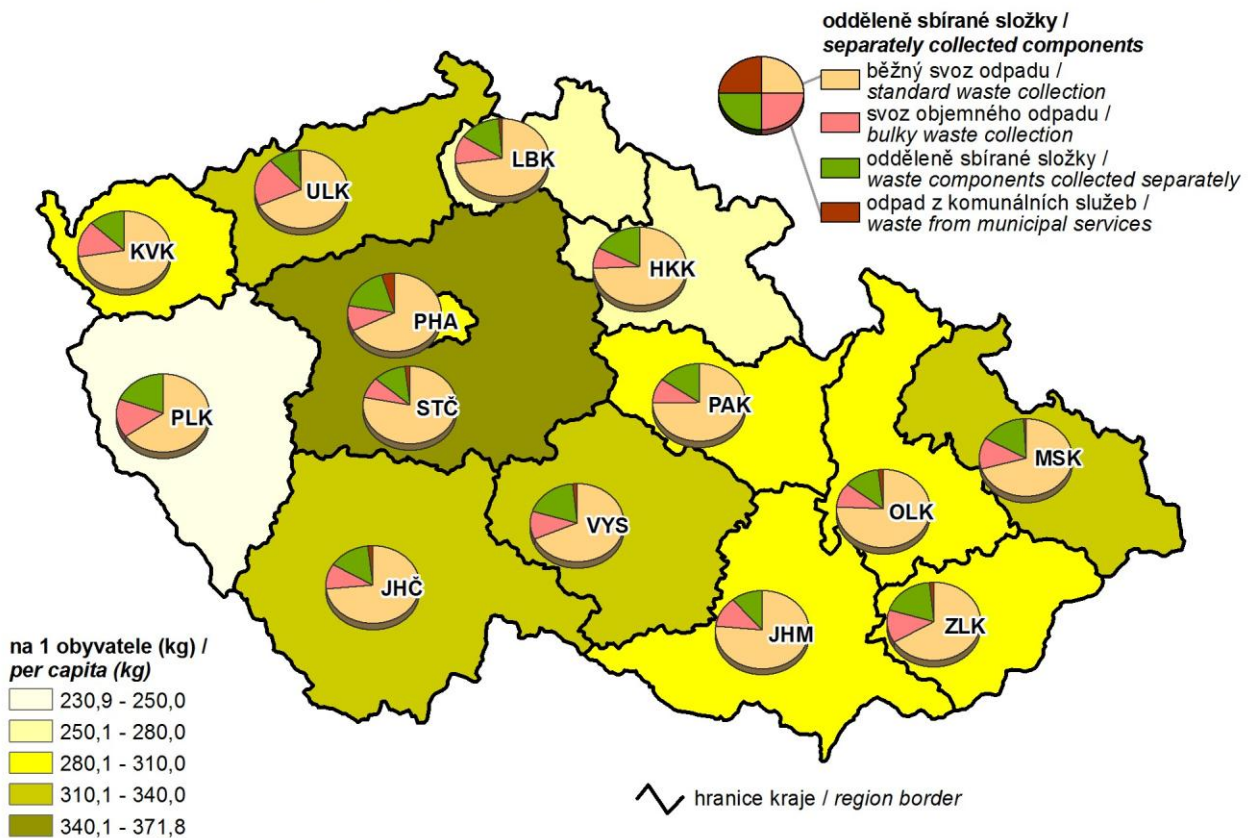 odděleně sbírané složky /
separately collected components
běžný svoz odpadu /
standard waste collection
svoz objemného odpadu /
bulky waste collection
odděleně sbírané složky /
waste components collected separately
odpad z komunálních služeb /
waste from municipal services
LBK
ULK
KVK
HKK
PHA
STČ
PAK
PLK
MSK
OLK
VYS
JHČ
JHM
ZLK
na 1 obyvatele (kg) /
per capita (kg)
230,9 - 250,0
250,1 - 280,0
280,1 - 310,0
310,1 - 340,0
340,1 - 371,8
hranice kraje / region border